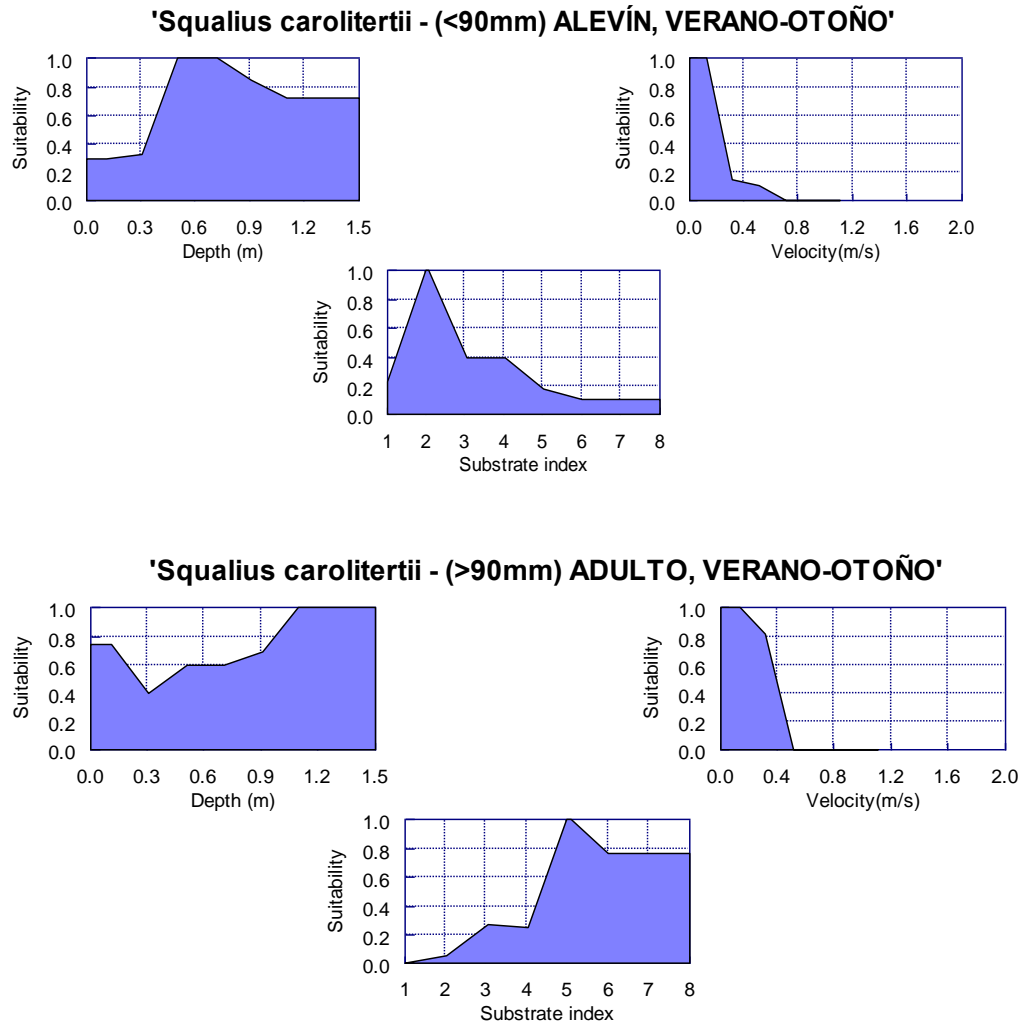 'Squalius carolitertii - (<90mm) ALEVÍN, VERANO-OTOÑO'
Suitability
1.0
0.8
0.6
0.4
0.2
0.0
0.0 0.3 0.6 0.9 1.2 1.5
Depth (m)
Suitability
1.0
0.8
0.6
0.4
0.2
0.0
0.0 0.4 0.8 1.2 1.6 2.0
Velocity(m/s)
Suitability
1.0
0.8
0.6
0.4
0.2
0.0
1 2 3 4 5 6 7 8
Substrate index
'Squalius carolitertii - (>90mm) ADULTO, VERANO-OTOÑO'
Suitability
1.0
0.8
0.6
0.4
0.2
0.0
0.0 0.3 0.6 0.9 1.2 1.5
Depth (m)
Suitability
1.0
0.8
0.6
0.4
0.2
0.0
0.0 0.4 0.8 1.2 1.6 2.0
Velocity(m/s)
Suitability
1.0
0.8
0.6
0.4
0.2
0.0
1 2 3 4 5 6 7 8
Substrate index